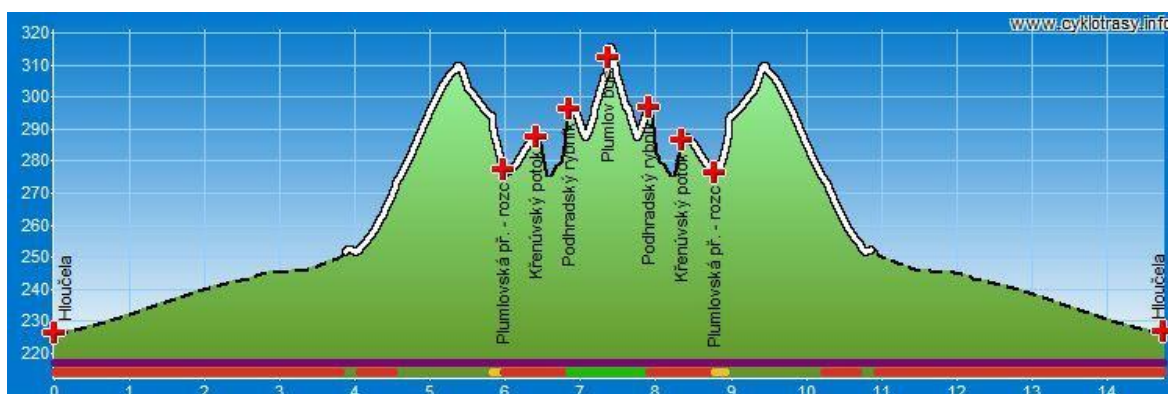 www.cyklotrasy.info
320
310
300
290
280
270
260
250
240
230
220
Hloučela
Plumlovská př. - rozc
Křenůvský potok
Podhradský rybník
Plumlov bus
Podhradský rybník
Křenůvský potok
Plumlovská př. - rozc
Hloučela
0 1 2 3 4 5 6 7 8 9 10 11 12 13 14